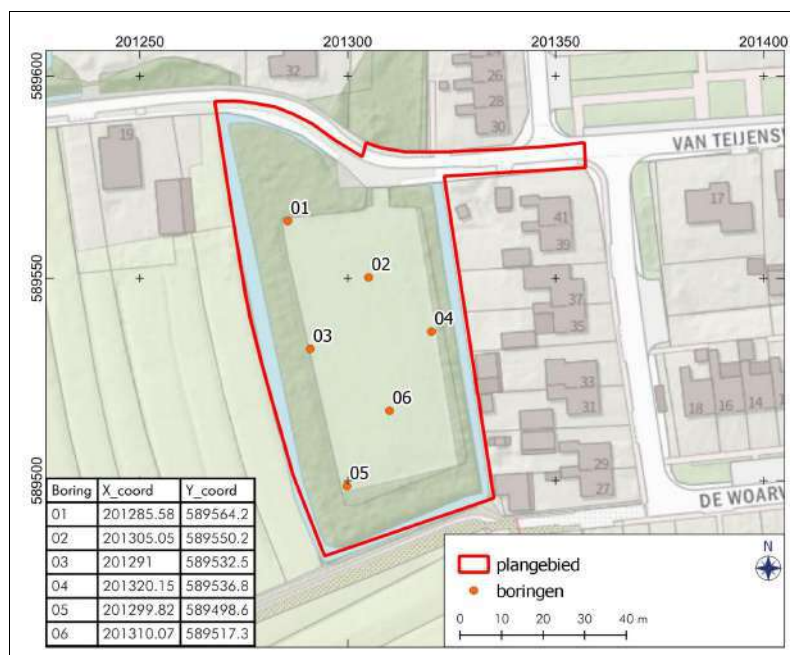 201250 201300 201350 201400
589600
589550
589500
32
26
28
30
19
VAN TEIJENS
17
41
39
37
35
33
31
29
27
18 16 14
DE WOARV
01
02
03
04
05
06
Boring X_coord Y_coord
01 201285.58 589564.2
02 201305.05 589550.2
03 201291 589532.5
04 201320.15 589536.8
05 201299.82 589498.6
06 201310.07 589517.3
plangebied
boringen
N
0 10 20 30 40 m